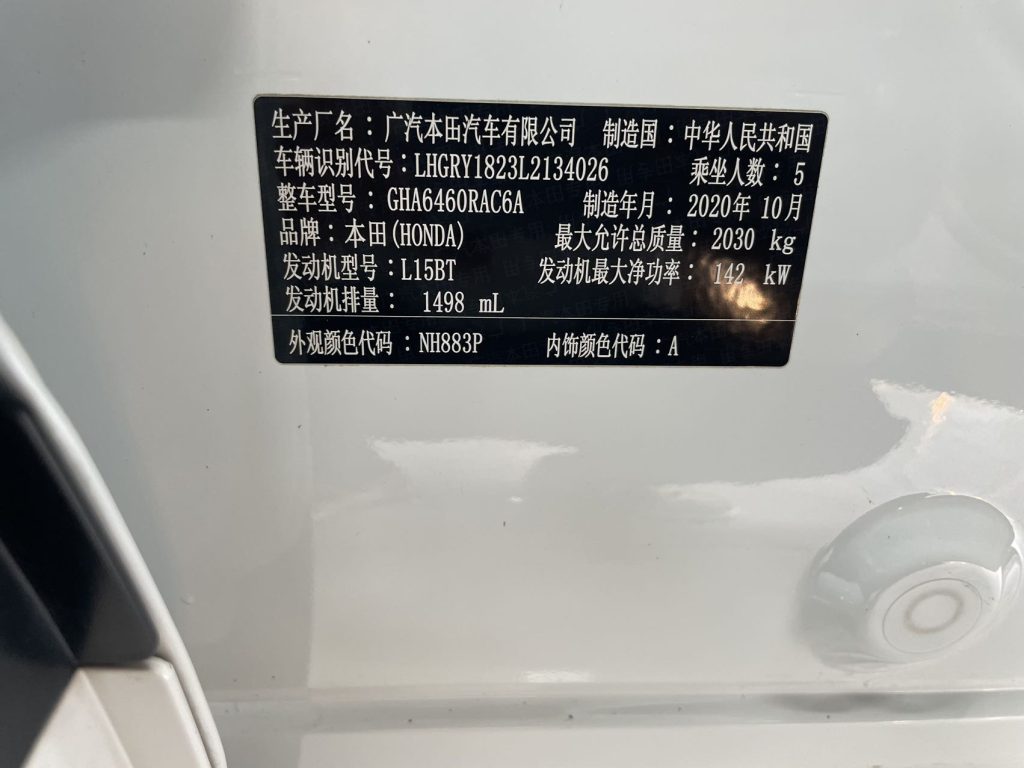 生产厂名：广汽本田汽车有限公司 制造国：中华人民共和国
车辆识别代号：LHGRY1823L2134026 乘坐人数：5
整车型号：GHA6460RAC6A 制造年月：2020年10月
品牌：本田(HONDA) 最大允许总质量：2030 kg
发动机型号：L15BT 发动机最大净功率：142 kW
发动机排量：1498 mL
外观颜色代码：NH883P 内饰颜色代码：A